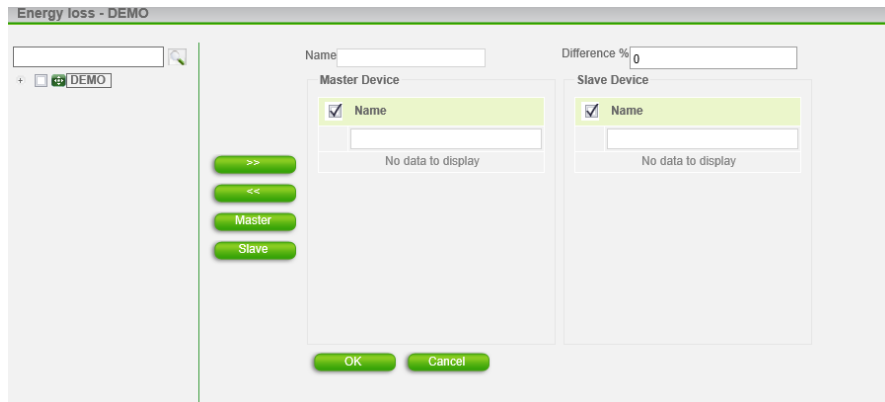 Energy loss - DEMO
DEMO
Name
Difference % 0
Master Device
Slave Device
Name
Name
No data to display
No data to display
>>
<<
Master
Slave
OK
Cancel